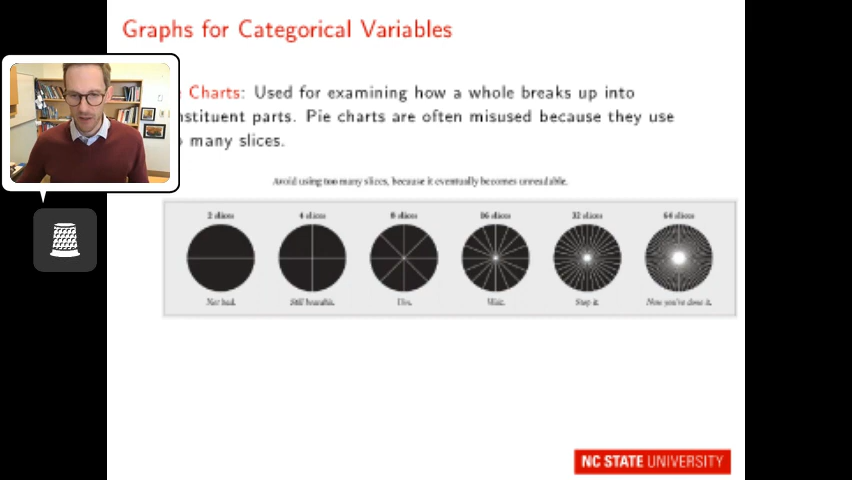 Graphs for Categorical Variables
Charts: Used for examining how a whole breaks up into
nstituent parts. Pie charts are often misused because they use
many slices.
Avoid using too many slices, because it eventually becomes unreadable.
2 slices 4 slices 8 slices 16 slices 32 slices 64 slices
Not bad. Still bearable. Um. Wait. Stop it. Now you've done it.
NC STATE UNIVERSITY